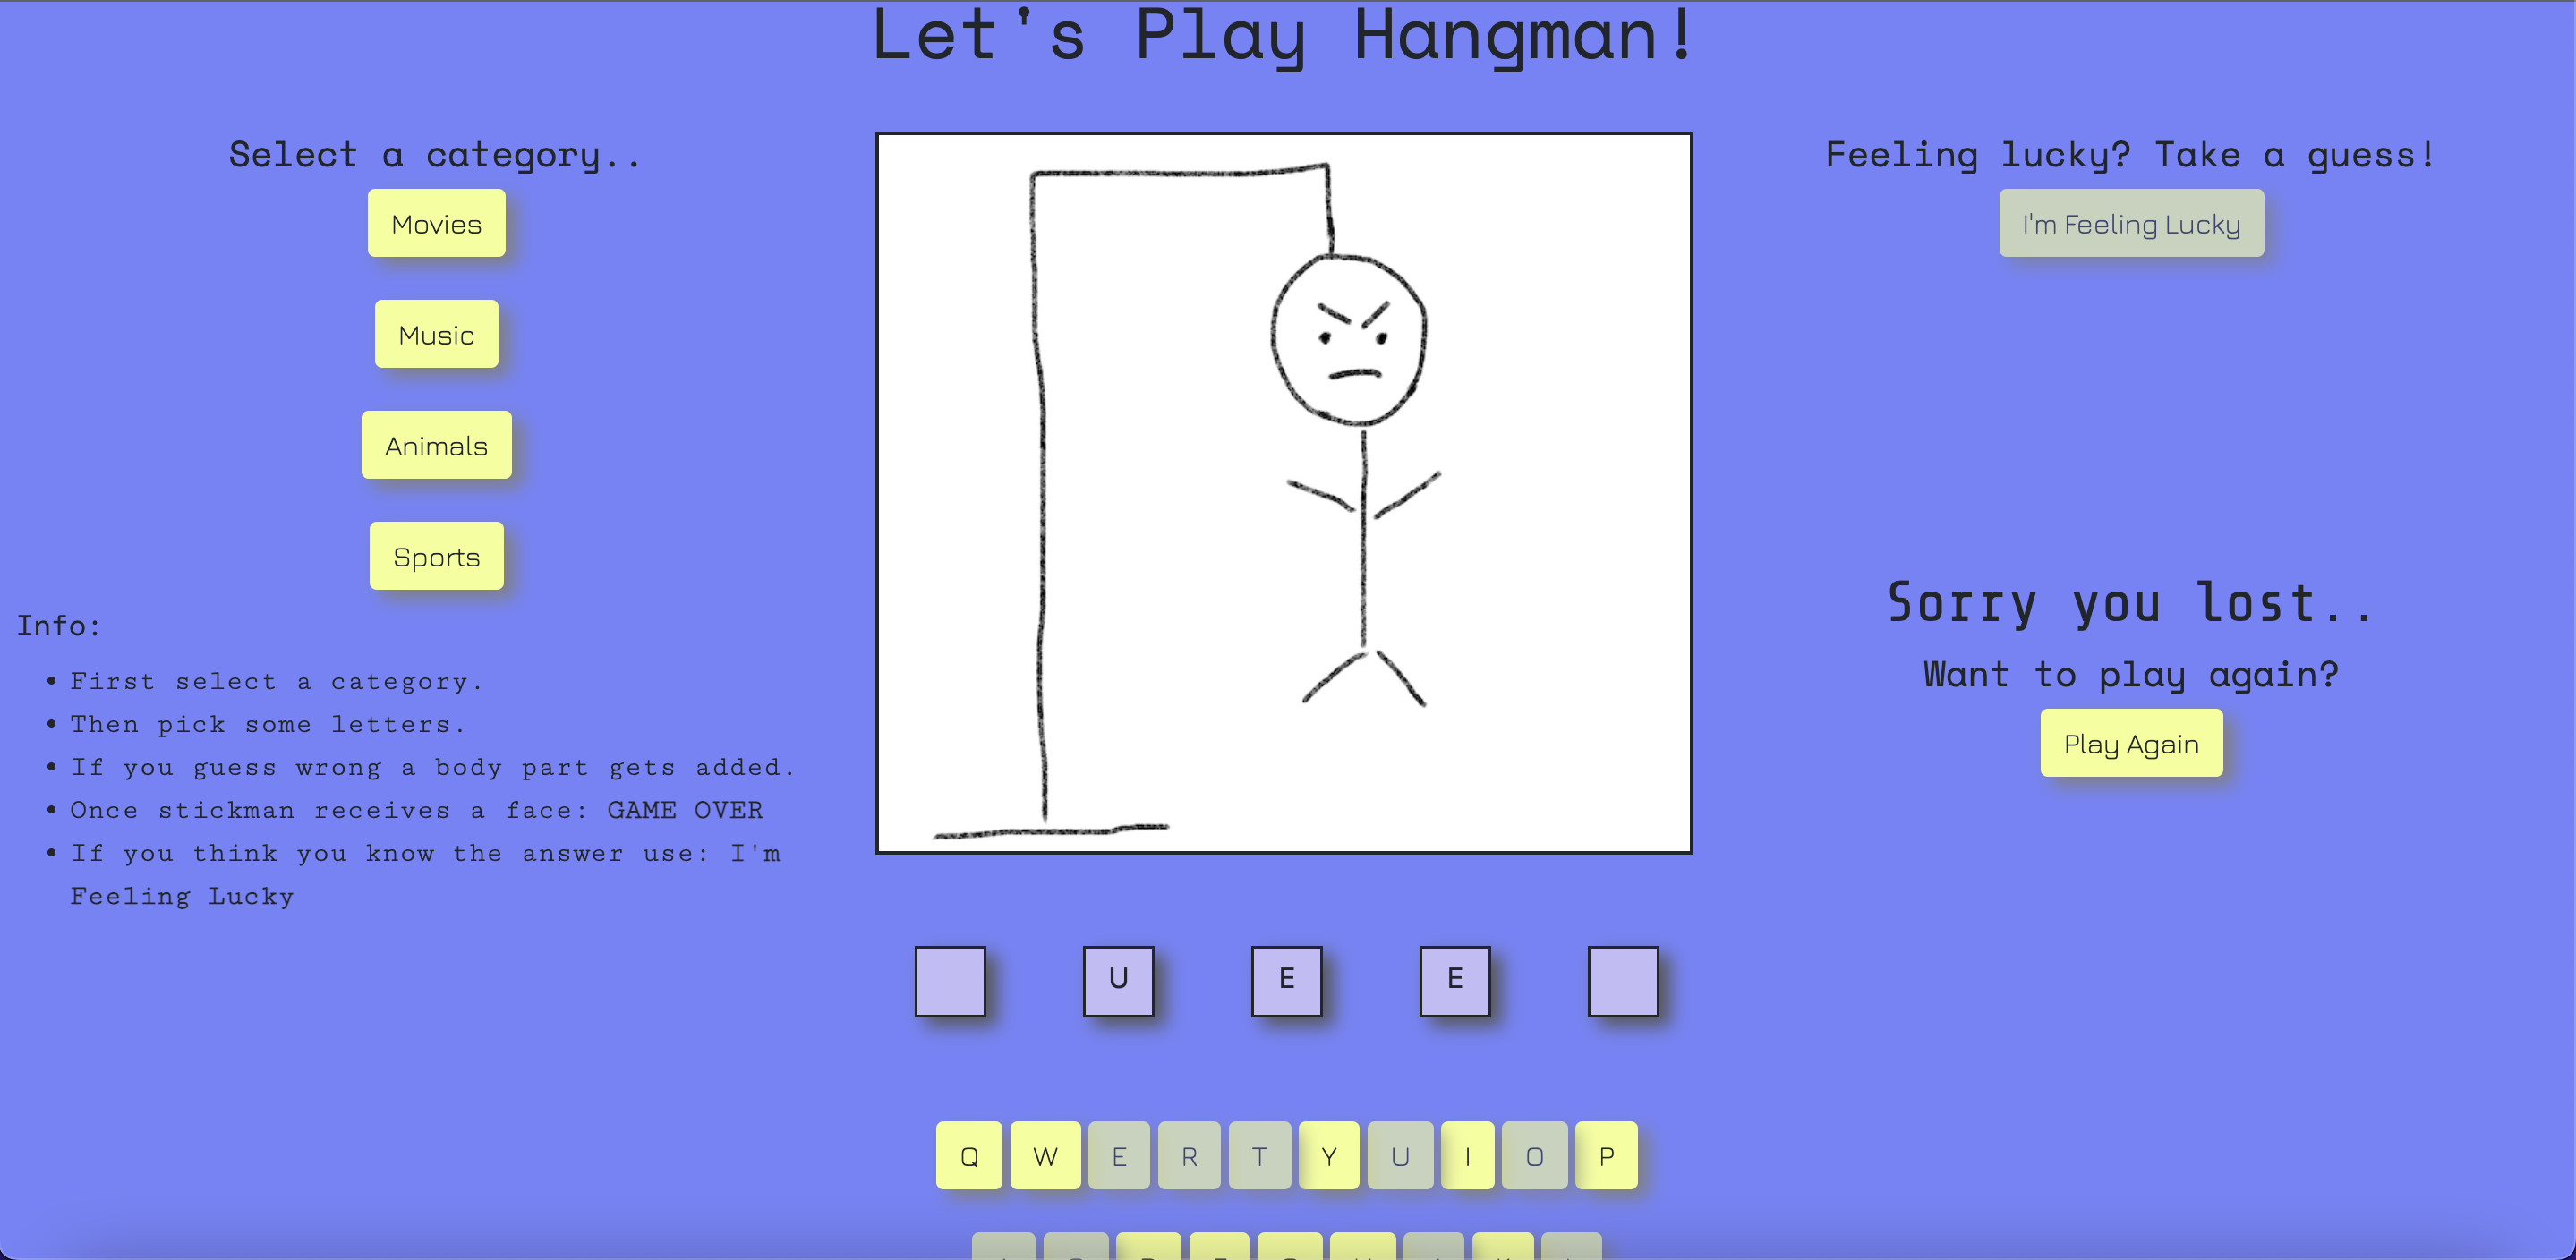 Let's Play Hangman!
Select a category..
Movies
Music
Animals
Sports
Info:
• First select a category.
• Then pick some letters.
• If you guess wrong a body part gets added.
• Once stickman receives a face: GAME OVER
• If you think you know the answer use: I'm
Feeling Lucky
Feeling lucky? Take a guess!
I'm Feeling Lucky
Sorry you lost..
Want to play again?
Play Again
U E E
Q W E R T Y U I O P